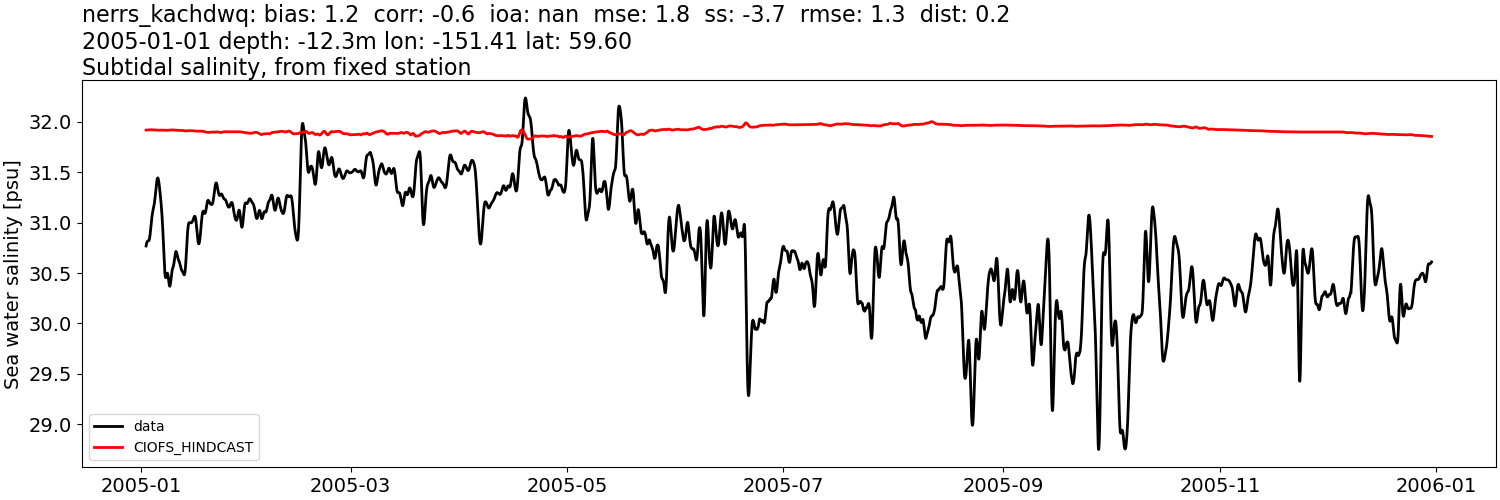 nerrs_kachdwq: bias: 1.2 corr: -0.6 ioa: nan mse: 1.8 ss: -3.7 rmse: 1.3 dist: 0.2
2005-01-01 depth: -12.3m lon: -151.41 lat: 59.60
Subtidal salinity, from fixed station
Sea water salinity [psu]
32.0
31.5
31.0
30.5
30.0
29.5
29.0
data
CIOFS_HINDCAST
2005-01 2005-03 2005-05 2005-07 2005-09 2005-11 2006-01